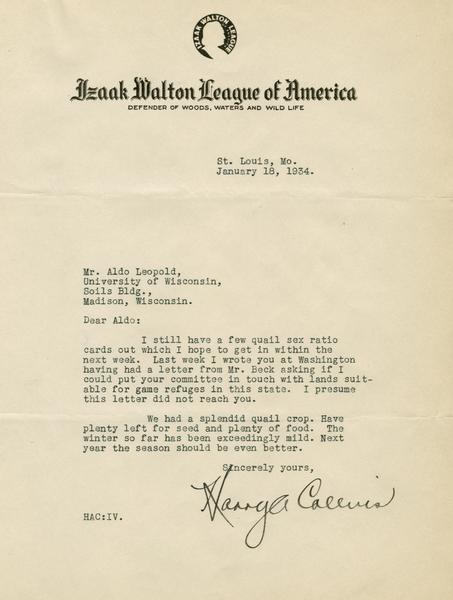 IZAAK WALTON LEAGUE
Izaak Walton League of America
DEFENDER OF WOODS, WATERS AND WILD LIFE
St. Louis, Mo.
January 18, 1934.
Mr. Aldo Leopold,
University of Wisconsin,
Soils Bldg.,
Madison, Wisconsin.
Dear Aldo:
I still have a few quail sex ratio
cards out which I hope to get in within the
next week. Last week I wrote you at Washington
having had a letter from Mr. Beck asking if I
could put your committee in touch with lands suit-
able for game refuges in this state. I presume
this letter did not reach you.
We had a splendid quail crop. Have
plenty left for seed and plenty of food. The
winter so far has been exceedingly mild. Next
year the season should be even better.
Sincerely yours,
Harry A Collins
HAC:IV.